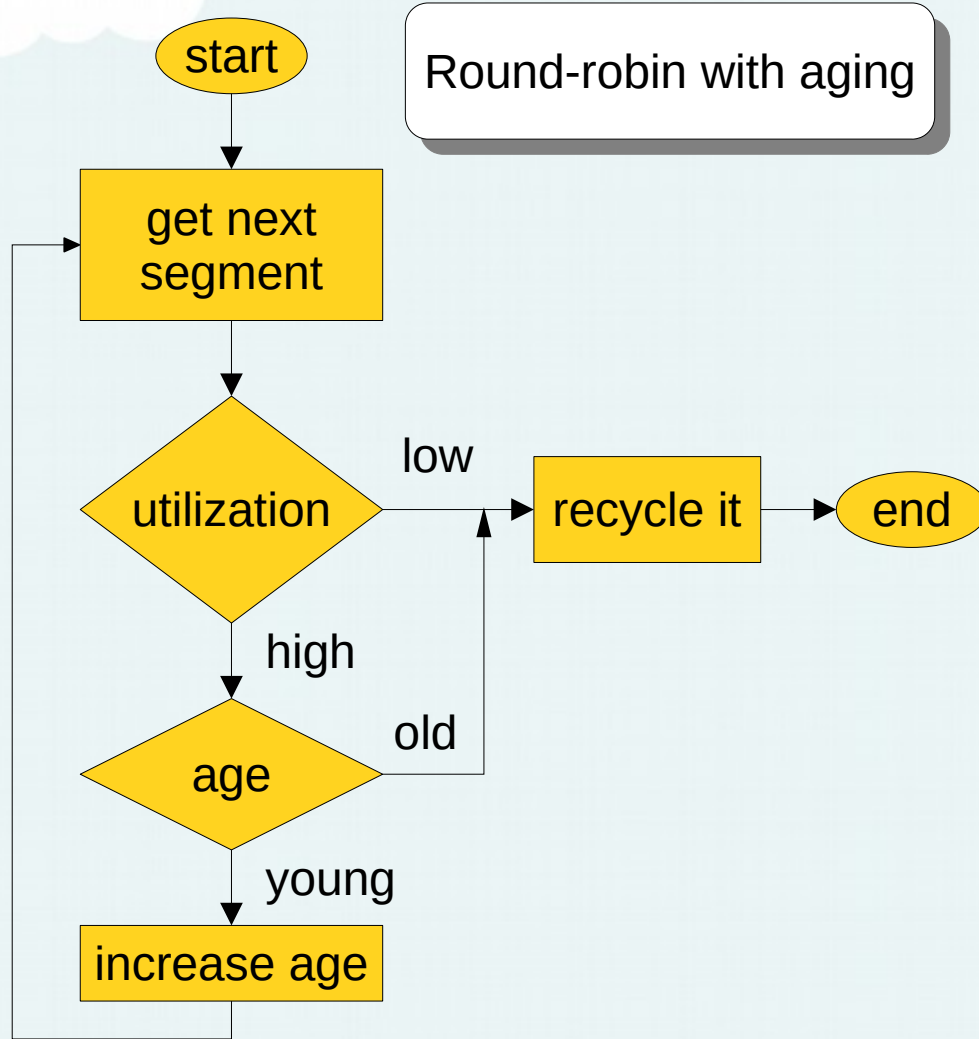 start
Round-robin with aging
get next
segment
low
utilization
recycle it
end
high
old
age
young
increase age